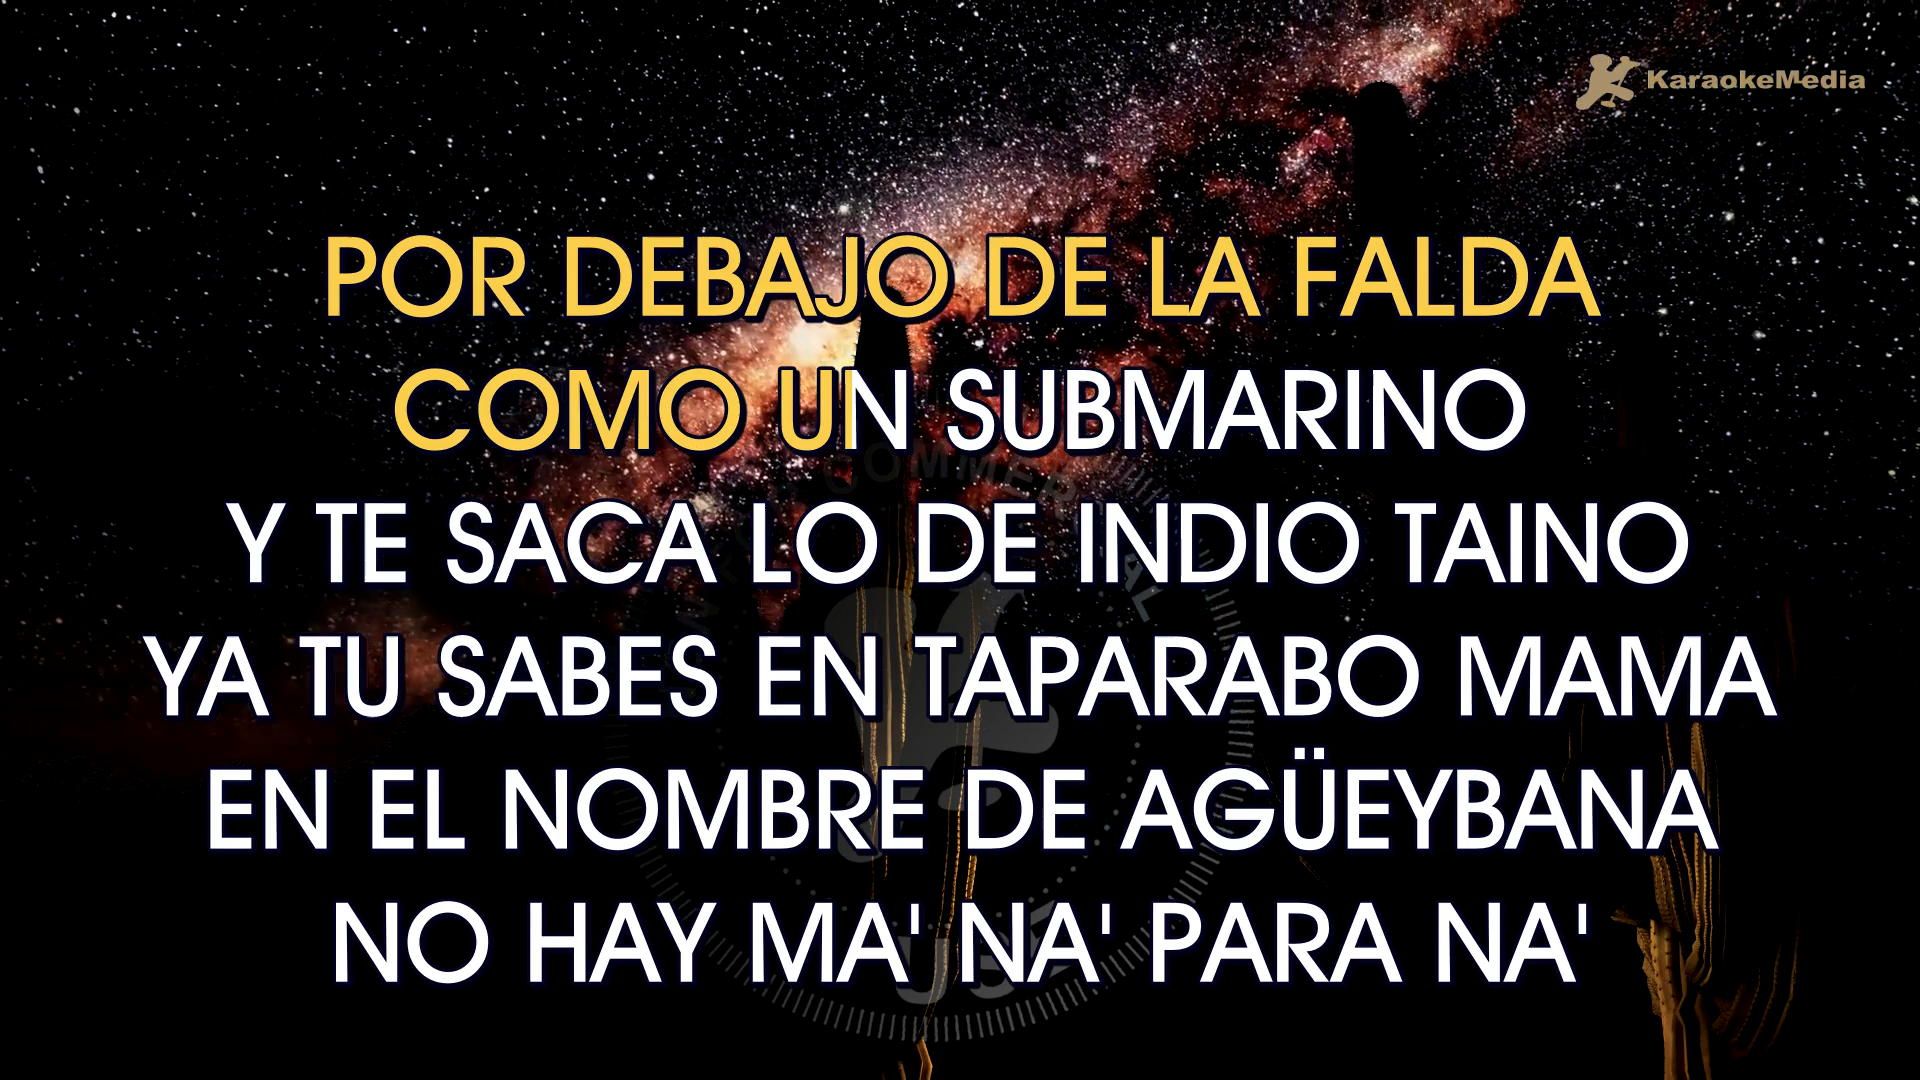 KaraokeMedia
POR DEBAJO DE LA FALDA
COMO UN SUBMARINO
Y TE SACA LO DE INDIO TAINO
YA TU SABES EN TAPARABO MAMA
EN EL NOMBRE DE AGÜEYBANA
NO HAY MA' NA' PARA NA'